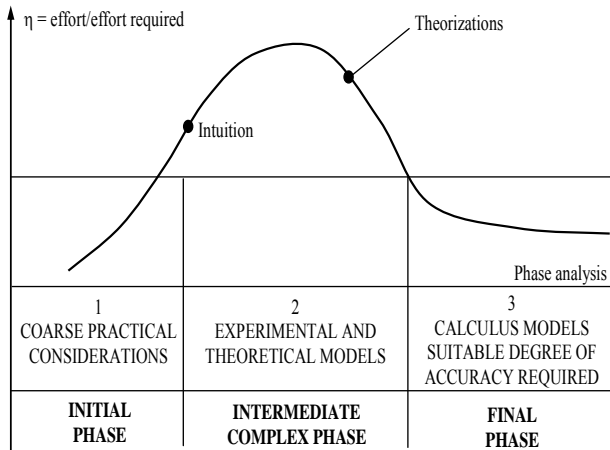 η = effort/effort required
Theorizations
Intuition
Phase analysis
1
COARSE PRACTICAL
CONSIDERATIONS
2
EXPERIMENTAL AND
THEORETICAL MODELS
3
CALCULUS MODELS
SUITABLE DEGREE OF
ACCURACY REQUIRED
INITIAL
PHASE
INTERMEDIATE
COMPLEX PHASE
FINAL
PHASE